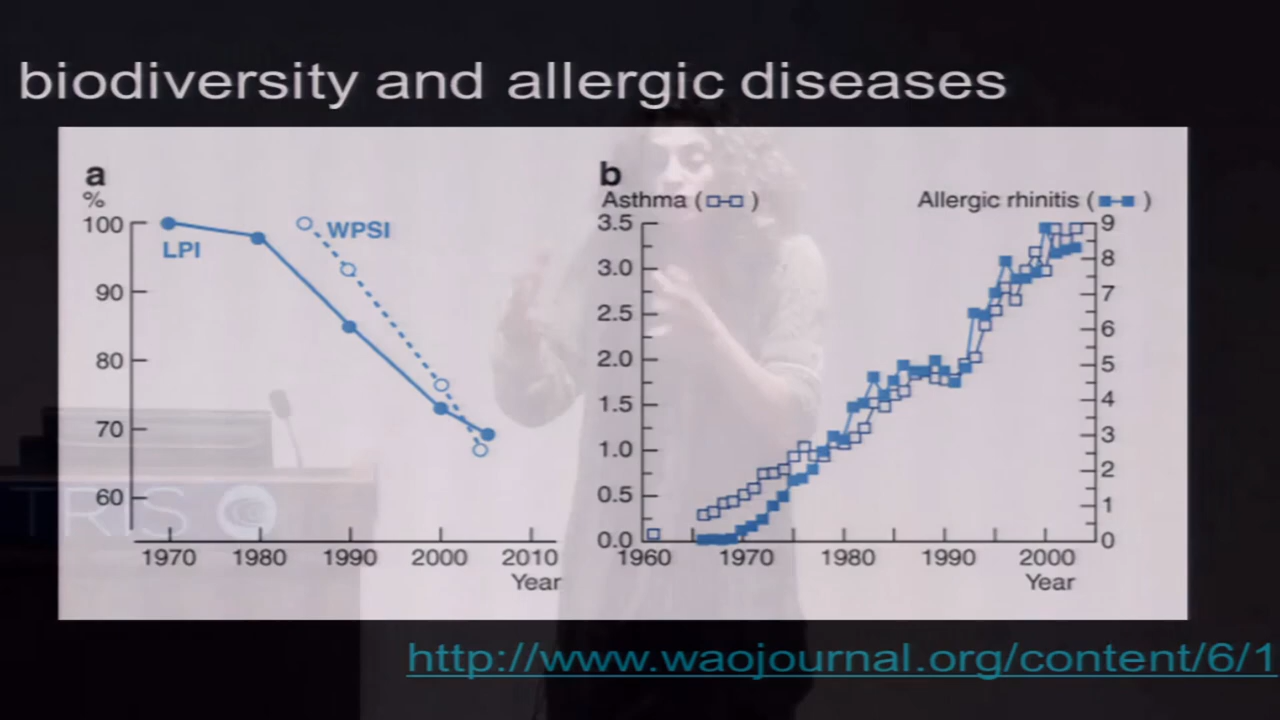 biodiversity and allergic diseases
a
%
100
90
80
70
60
LPI
WPSI
1970 1980 1990 2000 2010
Year
b
Asthma ( )
Allergic rhinitis ( )
3.5
3.0
2.5
2.0
1.5
1.0
0.5
0.0
9
8
7
6
5
4
3
2
1
0
1960 1970 1980 1990 2000
Year
TRIS
http://www.waojournal.org/content/6/1